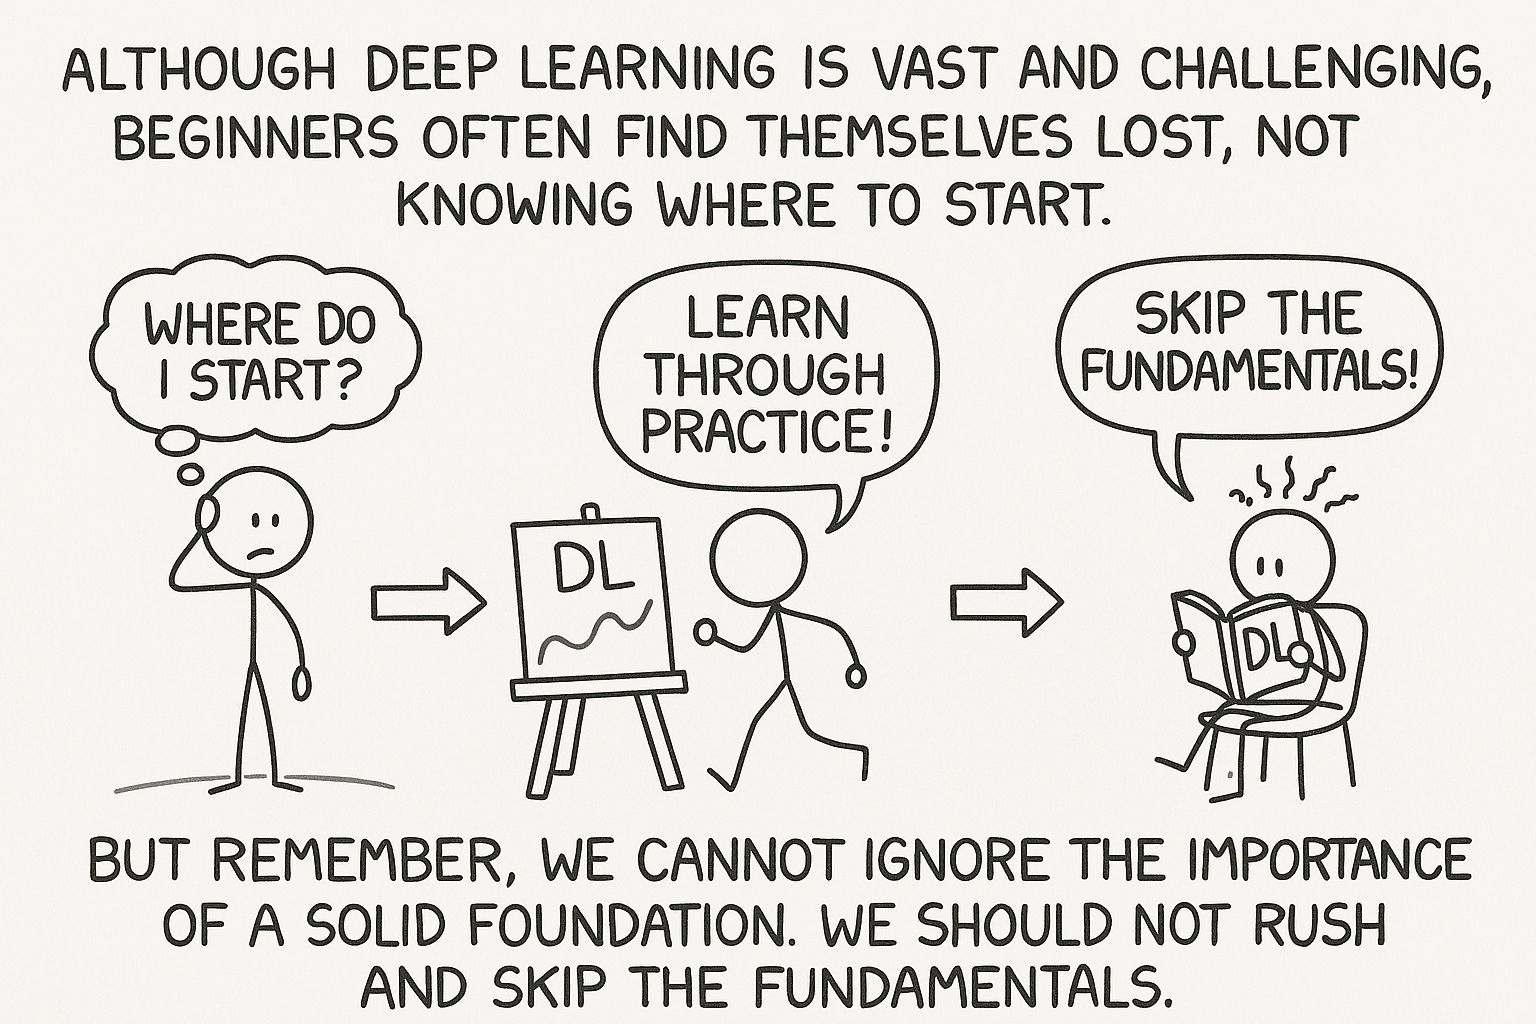 ALTHOUGH DEEP LEARNING IS VAST AND CHALLENGING,
BEGINNERS OFTEN FIND THEMSELVES LOST, NOT
KNOWING WHERE TO START.
WHERE DO
I START?
LEARN
THROUGH
PRACTICE!
SKIP THE
FUNDAMENTALS!
DL
DL
BUT REMEMBER, WE CANNOT IGNORE THE IMPORTANCE
OF A SOLID FOUNDATION. WE SHOULD NOT RUSH
AND SKIP THE FUNDAMENTALS.